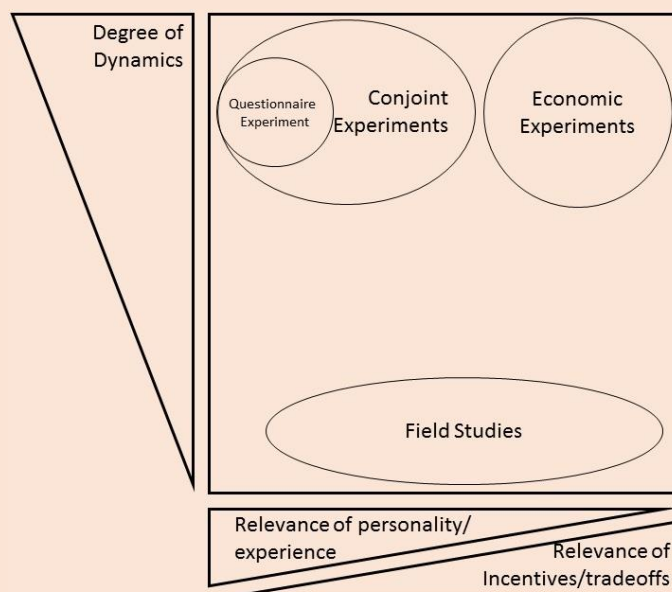 Degree of
Dynamics
Questionnaire
Experiment
Conjoint
Experiments
Economic
Experiments
Field Studies
Relevance of personality/
experience
Relevance of
Incentives/tradeoffs